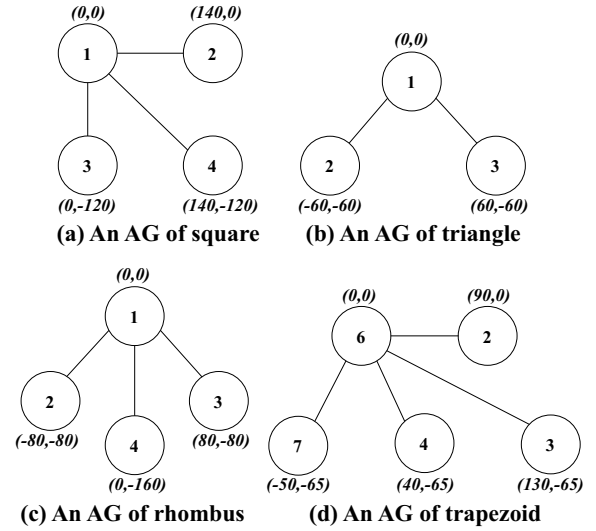 (0,0) (140,0)
1 2
3 4
(0,-120) (140,-120)
(a) An AG of square
(0,0)
1
2 3
(-60,-60) (60,-60)
(b) An AG of triangle
(0,0)
1
2 3
4
(-80,-80) (80,-80)
(0,-160)
(c) An AG of rhombus
(0,0) (90,0)
6 2
7 4 3
(-50,-65) (40,-65) (130,-65)
(d) An AG of trapezoid